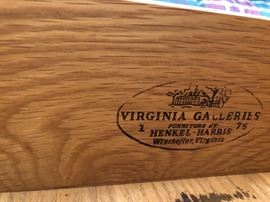 VIRGINIA GALLERIES
1 FURNITURE BY 75
HENKEL-HARRIS
Winchester, Virginia